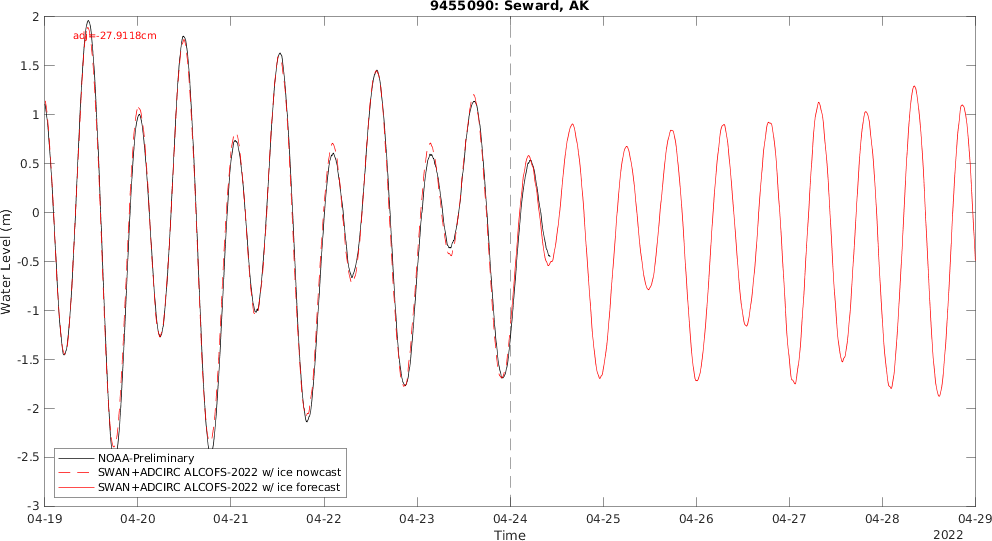 9455090: Seward, AK
adj=-27.9118cm
Water Level (m)
2
1.5
1
0.5
0
-0.5
-1
-1.5
-2
-2.5
-3
NOAA-Preliminary
SWAN+ADCIRC ALCOFS-2022 w/ ice nowcast
SWAN+ADCIRC ALCOFS-2022 w/ ice forecast
04-19 04-20 04-21 04-22 04-23 04-24 04-25 04-26 04-27 04-28 04-29
Time
2022